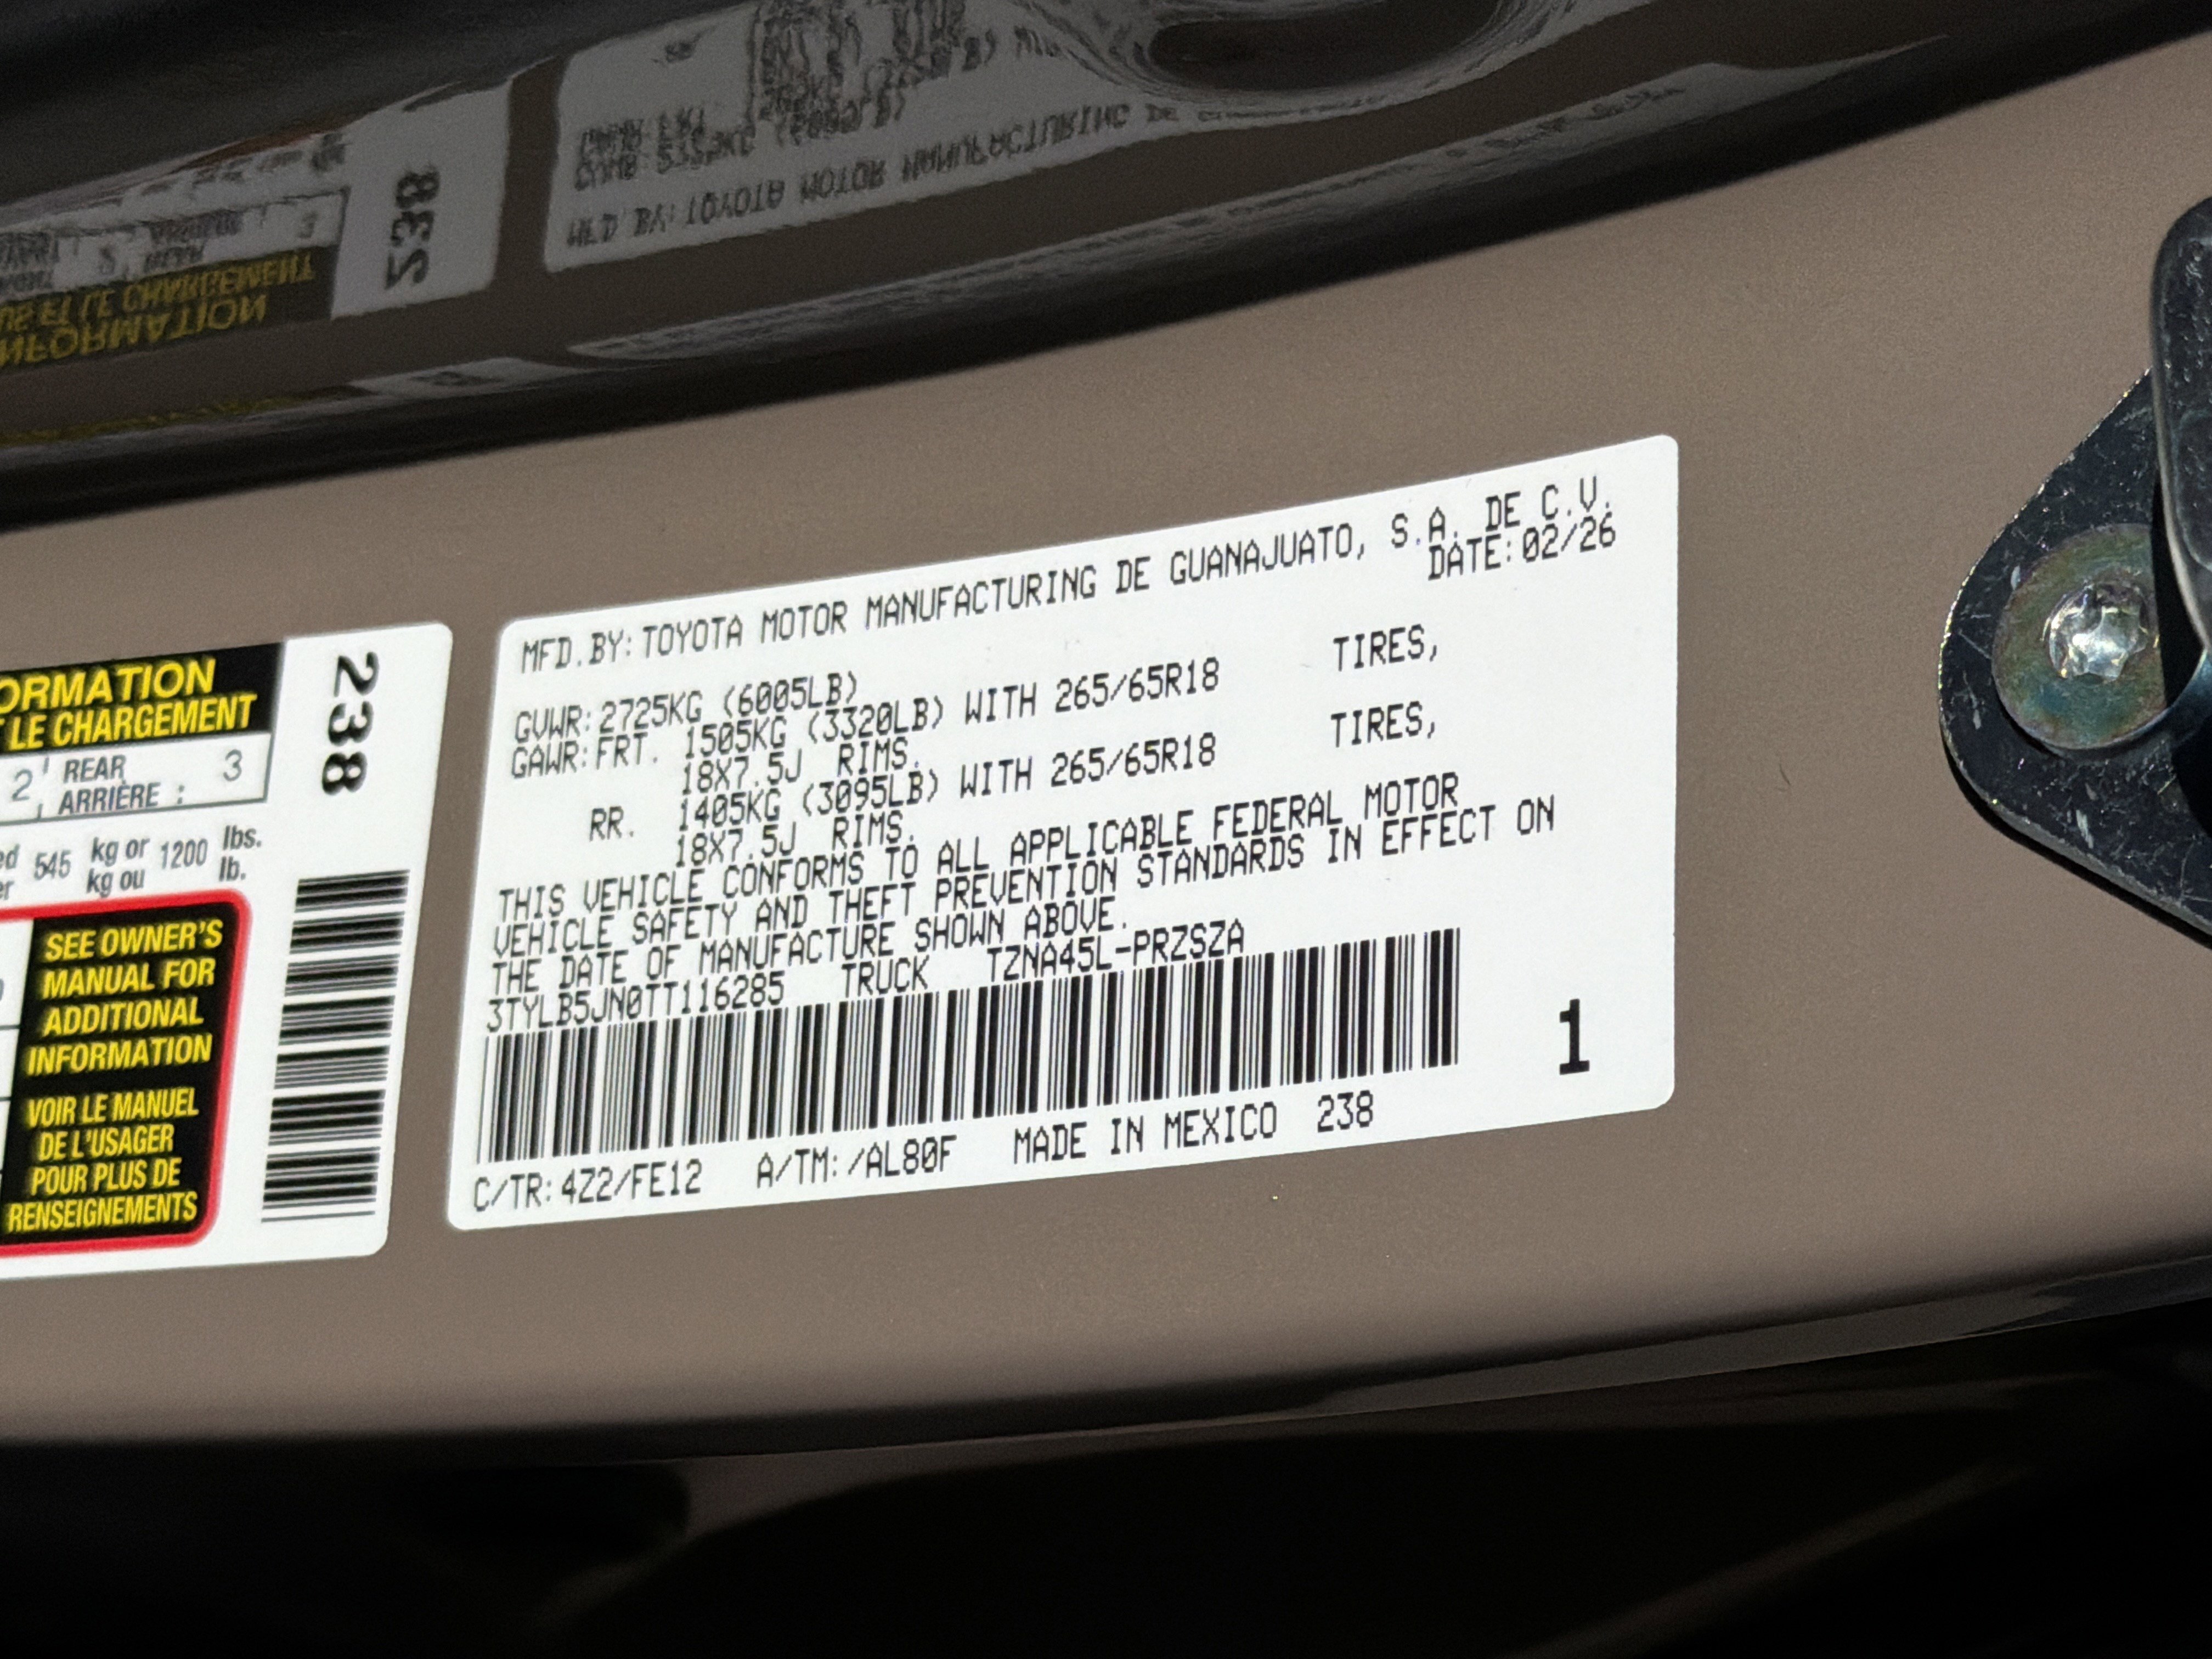 ORMATION
LE CHARGEMENT
2 REAR 3
ARRIÈRE :
545 kg or 1200 lbs.
kg ou lb.
SEE OWNER'S
MANUAL FOR
ADDITIONAL
INFORMATION
VOIR LE MANUEL
DE L'USAGER
POUR PLUS DE
RENSEIGNEMENTS
238
MFD.BY:TOYOTA MOTOR MANUFACTURING DE GUANAJUATO, S.A. DE C.V.
DATE:02/26
GVWR:2725KG (6005LB)
GAWR:FRT. 1505KG (3320LB) WITH 265/65R18 TIRES,
18X7.5J RIMS.
RR. 1405KG (3095LB) WITH 265/65R18 TIRES,
18X7.5J RIMS.
THIS VEHICLE CONFORMS TO ALL APPLICABLE FEDERAL MOTOR
VEHICLE SAFETY AND THEFT PREVENTION STANDARDS IN EFFECT ON
THE DATE OF MANUFACTURE SHOWN ABOVE.
3TYLB5JN0TT116285 TRUCK TZNA45L-PRZSZA
1
C/TR:4Z2/FE12 A/TM:/AL80F MADE IN MEXICO 238